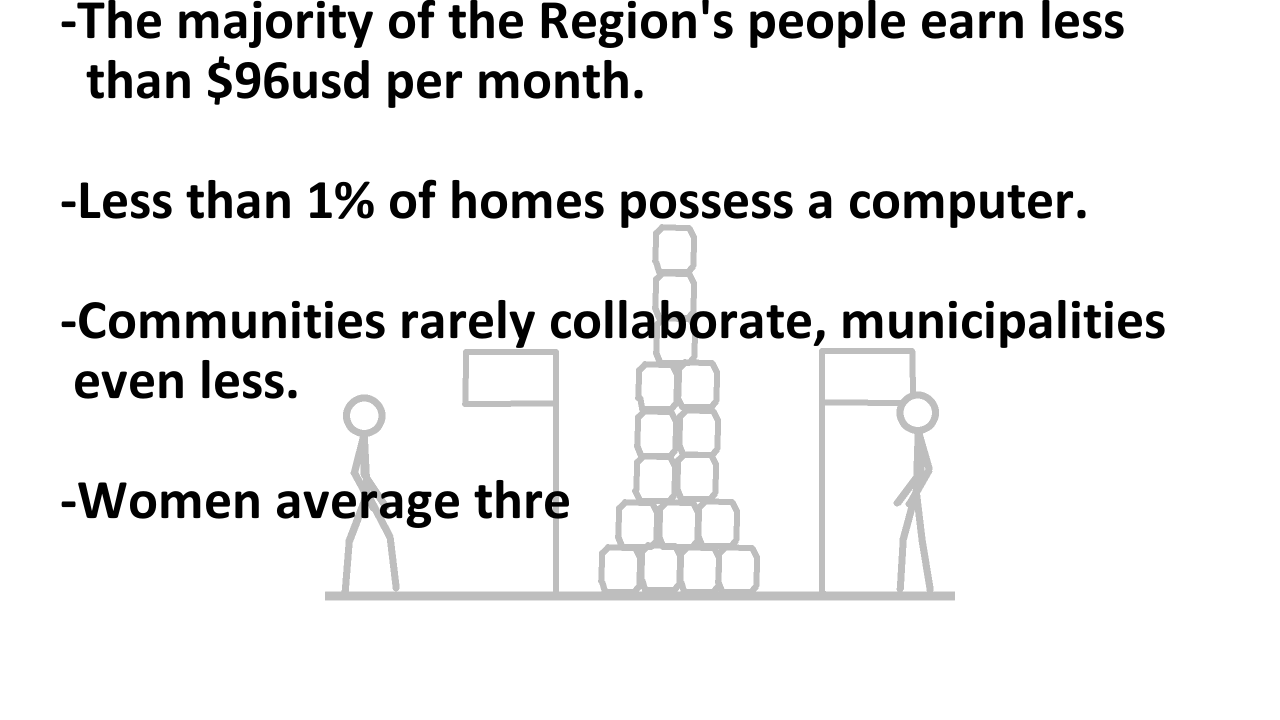 -The majority of the Region's people earn less
than $96usd per month.
-Less than 1% of homes possess a computer.
-Communities rarely collaborate, municipalities
even less.
-Women average thre